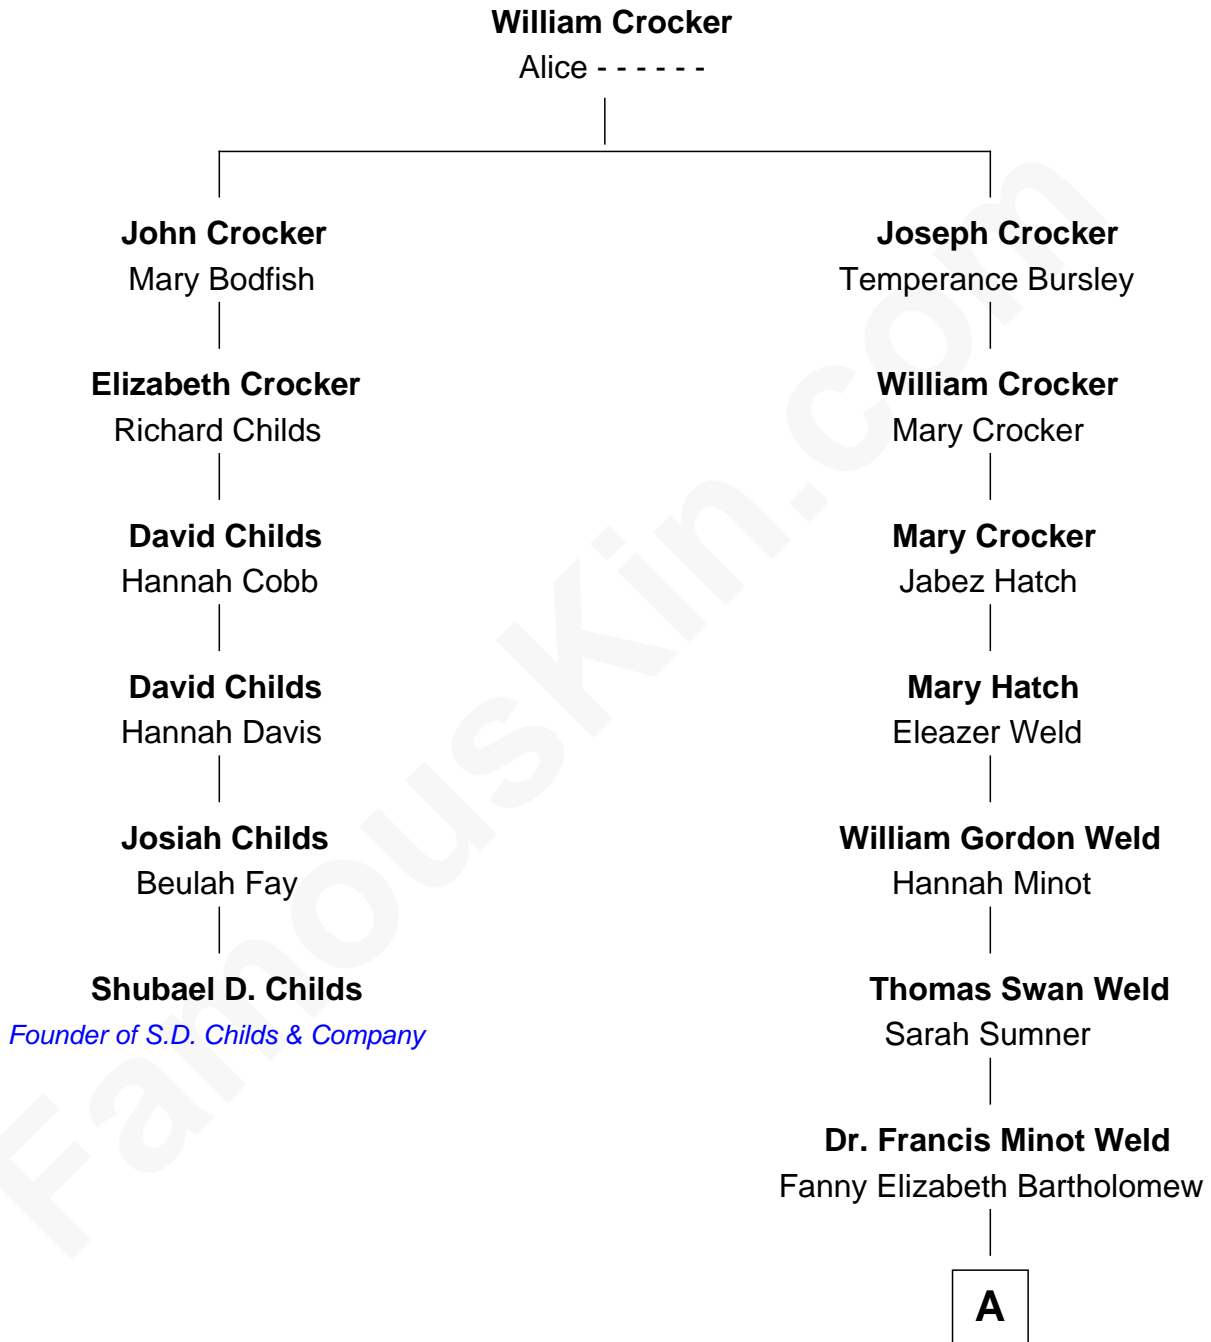 William Crocker
Alice - - - - - -
John Crocker
Mary Bodfish
Joseph Crocker
Temperance Bursley
Elizabeth Crocker
Richard Childs
William Crocker
Mary Crocker
David Childs
Hannah Cobb
Mary Crocker
Jabez Hatch
David Childs
Hannah Davis
Mary Hatch
Eleazer Weld
Josiah Childs
Beulah Fay
William Gordon Weld
Hannah Minot
Shubael D. Childs
Founder of S.D. Childs & Company
Thomas Swan Weld
Sarah Sumner
Dr. Francis Minot Weld
Fanny Elizabeth Bartholomew
A
FamousKin.com